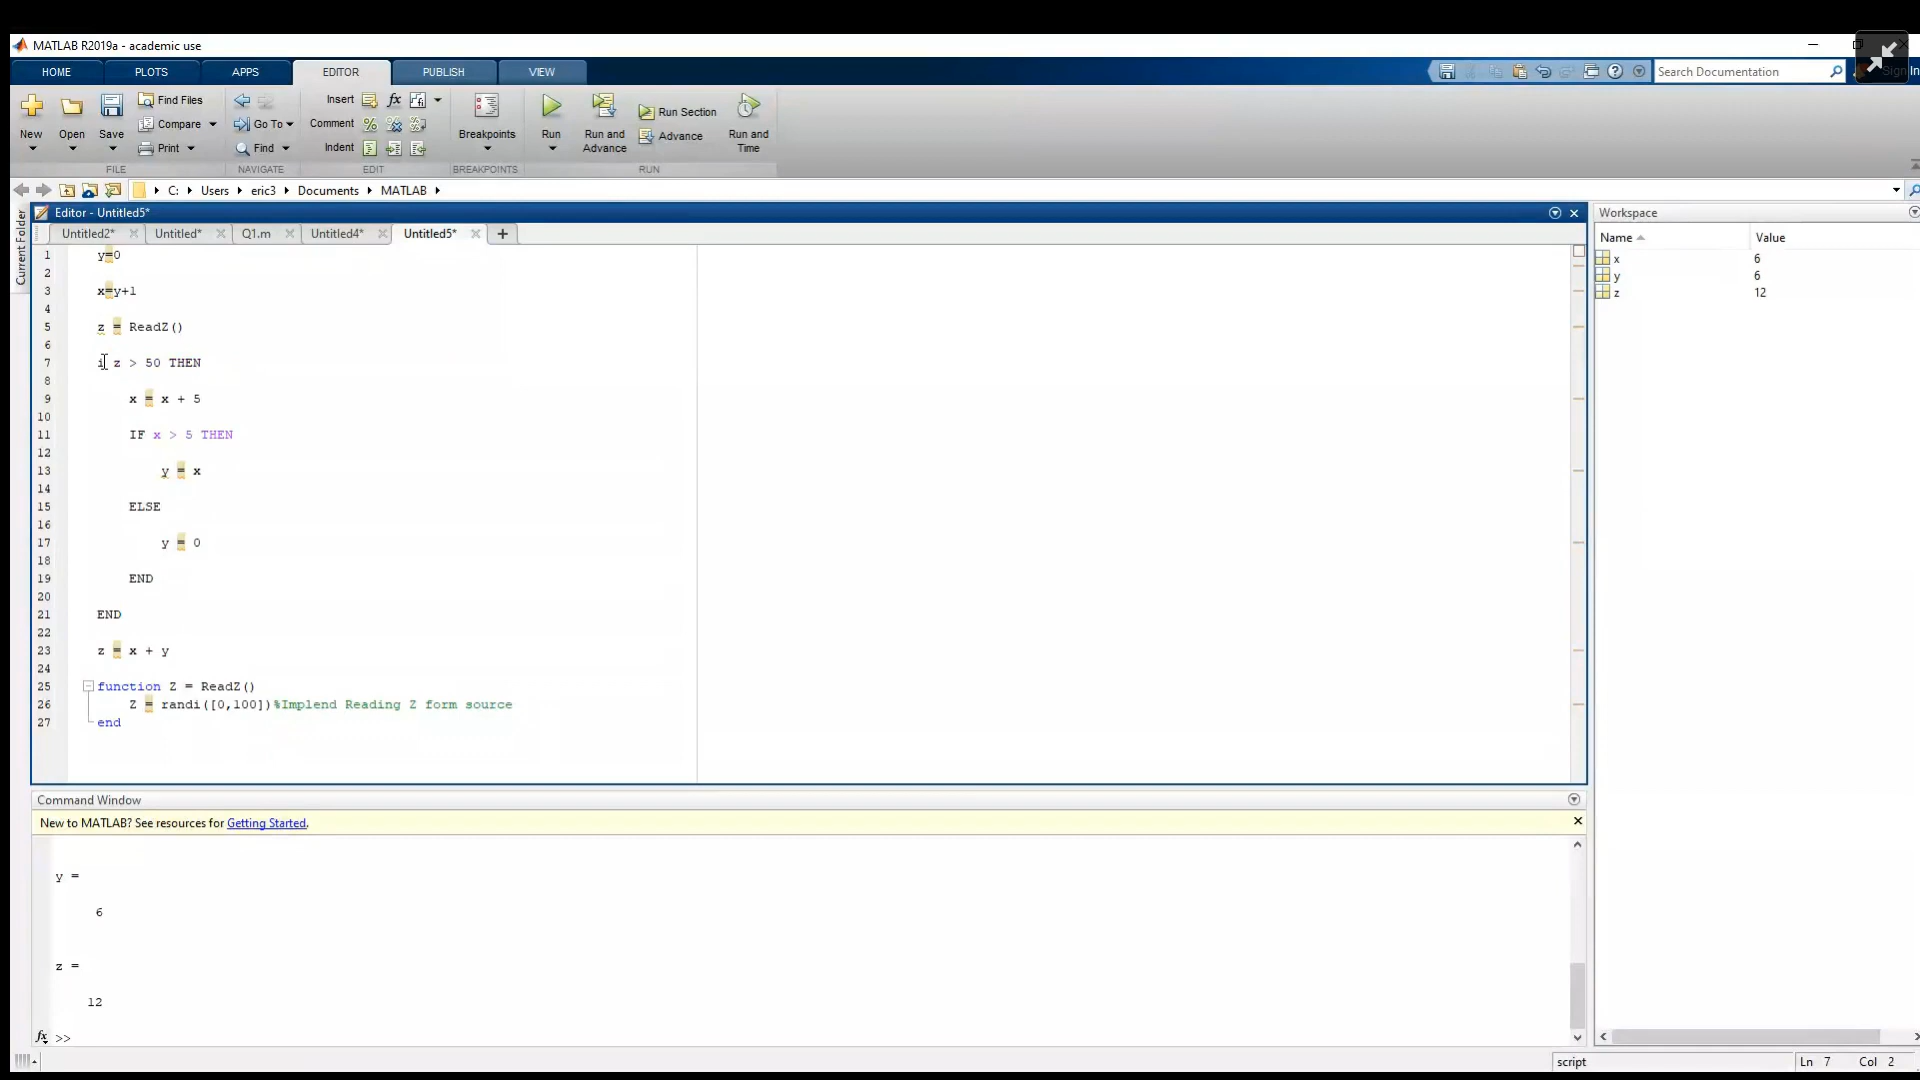 MATLAB R2019a - academic use
HOME PLOTS APPS EDITOR PUBLISH VIEW
Search Documentation
New Open Save
Find Files
Compare
Print
FILE
Go To
Find
NAVIGATE
Insert
Comment
Indent
EDIT
Breakpoints
BREAKPOINTS
Run
Run and
Advance
Run Section
Advance
Run and
Time
RUN
C: Users eric3 Documents MATLAB
Current Folder
Editor - Untitled5*
Untitled2* Untitled* Q1.m Untitled4* Untitled5*
1 y=0
2
3 x=y+1
4
5 z = ReadZ()
6
7 i z > 50 THEN
8
9 x = x + 5
10
11 IF x > 5 THEN
12
13 y = x
14
15 ELSE
16
17 y = 0
18
19 END
20
21 END
22
23 z = x + y
24
25 function Z = ReadZ()
26 Z = randi([0,100])%Implend Reading Z form source
27 end
Workspace
Name Value
x 6
y 6
z 12
Command Window
New to MATLAB? See resources for Getting Started.
y =
6
z =
12
fx >>
script Ln 7 Col 2